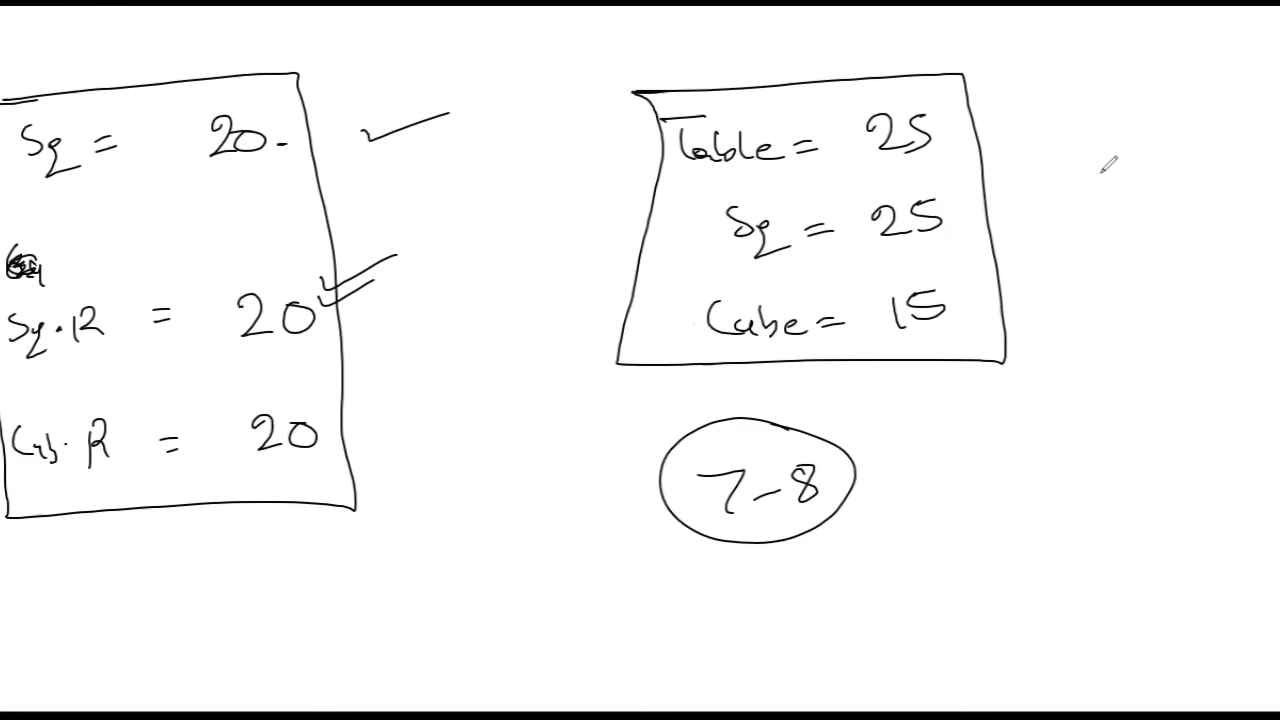 Sq = 20.
Sq. R = 20
Cub. R = 20
Table = 25
Sq = 25
Cube = 15
7-8